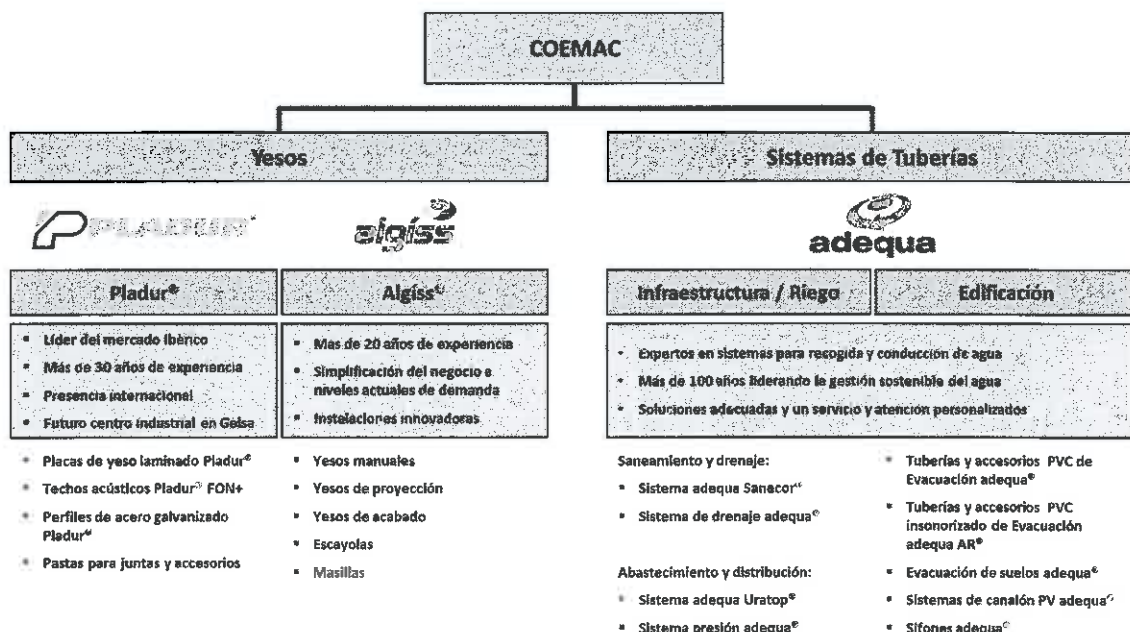 COEMAC
Yesos
Sistemas de Tuberías
PLADUR®
algíss
adequa
Pladur®
Algíss®
Infraestructura / Riego
Edificación
Líder del mercado Ibérico
Más de 30 años de experiencia
Presencia internacional
Futuro centro industrial en Gelsa
Mas de 20 años de experiencia
Simplificación del negocio a
niveles actuales de demanda
Instalaciones innovadoras
Expertos en sistemas para recogida y conducción de agua
Más de 100 años liderando la gestión sostenible del agua
Soluciones adecuadas y un servicio y atención personalizados
Placas de yeso laminado Pladur®
Techos acústicos Pladur® FON+
Perfiles de acero galvanizado
Pladur®
Pastas para juntas y accesorios
Yesos manuales
Yesos de proyección
Yesos de acabado
Escayolas
Masillas
Saneamiento y drenaje:
Sistema adequa Sanecor®
Sistema de drenaje adequa®
Abastecimiento y distribución:
Sistema adequa Uratop®
Sistema presión adequa®
Tuberías y accesorios PVC de
Evacuación adequa®
Tuberías y accesorios PVC
insonorizado de Evacuación
adequa AR®
Evacuación de suelos adequa®
Sistemas de canalón PV adequa®
Sifones adequa®